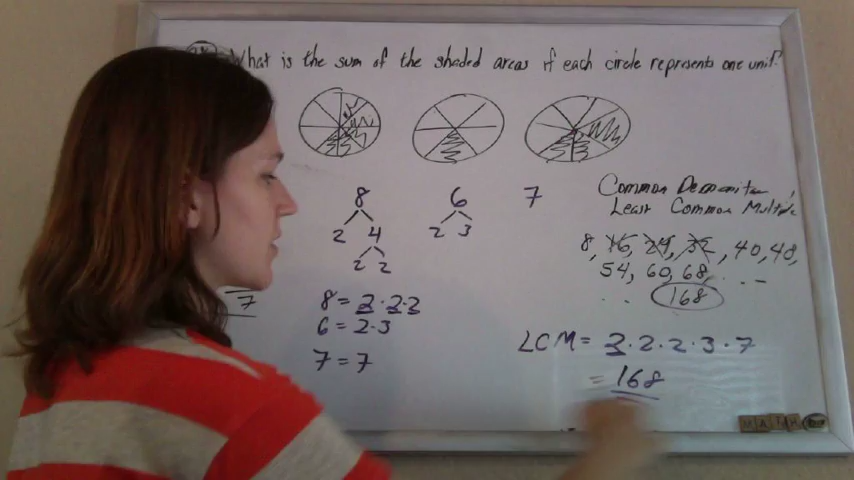 What is the sum of the shaded areas if each circle represents one unit?
8 6 7
2 4 2 3
2 2
Common
Least Common Multiple
8, 16, 24, 32, 40, 48,
54, 60, 68, . . -
. . 168
7
8 = 2·2·2
6 = 2·3
7 = 7
LCM = 2·2·2·3·7
= 168
MATH